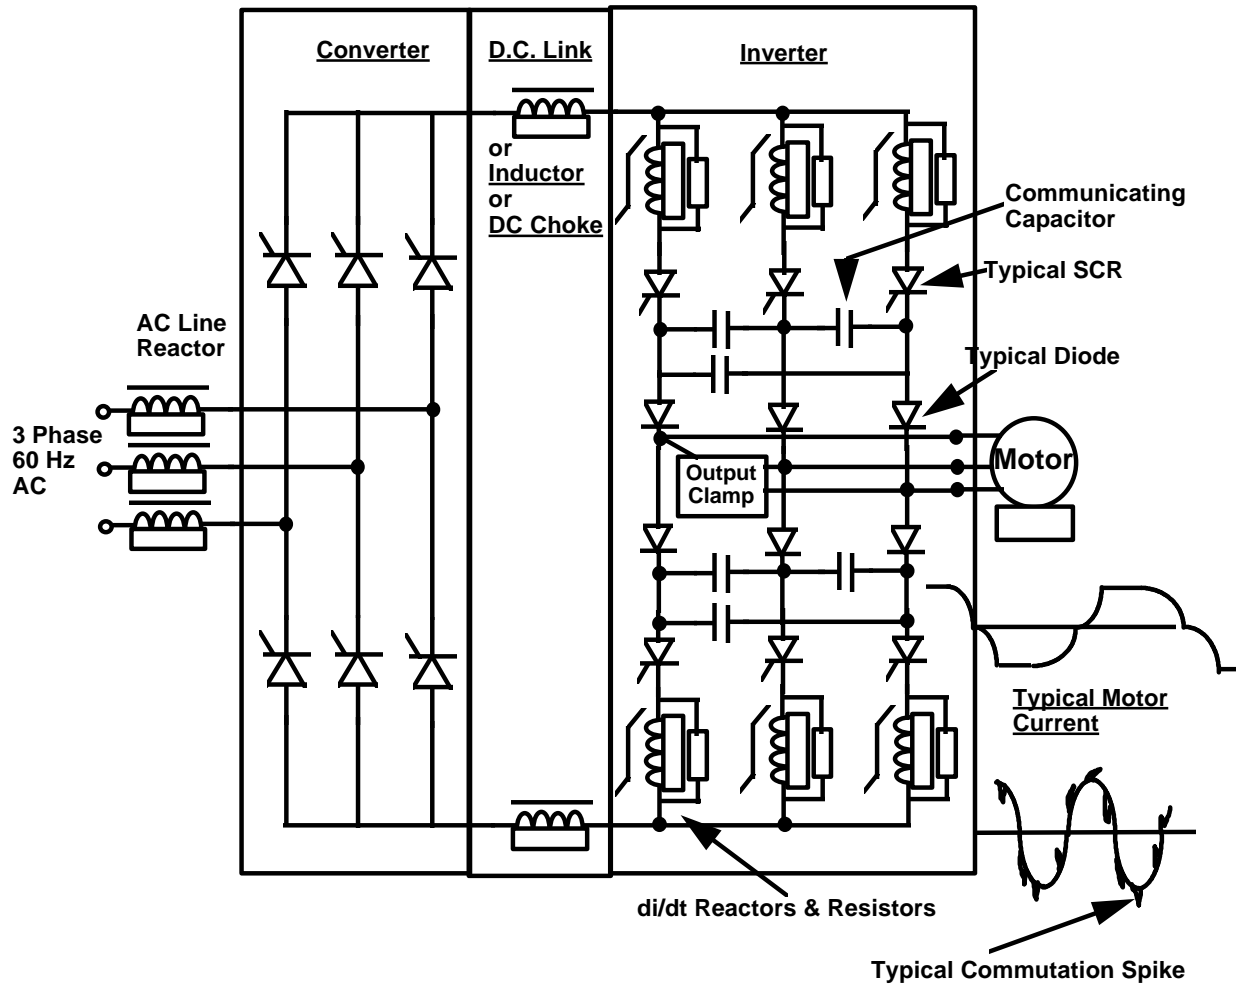 Converter
D.C. Link
Inverter
or
Inductor
or
DC Choke
Communicating
Capacitor
Typical SCR
AC Line
Reactor
Typical Diode
3 Phase
60 Hz
AC
Output
Clamp
Motor
Typical Motor
Current
di/dt Reactors & Resistors
Typical Commutation Spike